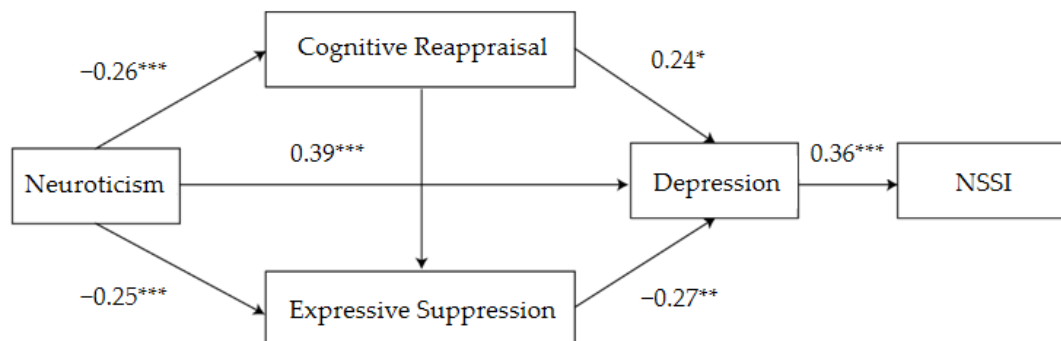 Cognitive Reappraisal
−0.26***
0.24*
0.39***
0.36***
Neuroticism
Depression
NSSI
−0.25***
−0.27**
Expressive Suppression